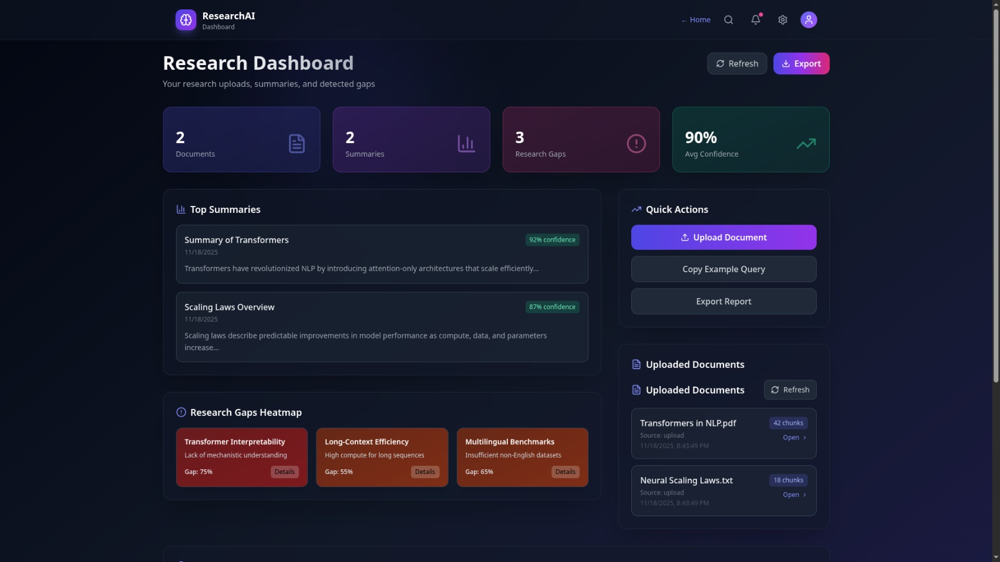 ResearchAI
Dashboard
← Home
Research Dashboard
Your research uploads, summaries, and detected gaps
Refresh
Export
2
Documents
2
Summaries
3
Research Gaps
90%
Avg Confidence
Top Summaries
Summary of Transformers
92% confidence
11/18/2025
Transformers have revolutionized NLP by introducing attention-only architectures that scale efficiently...
Scaling Laws Overview
87% confidence
11/18/2025
Scaling laws describe predictable improvements in model performance as compute, data, and parameters
increase...
Research Gaps Heatmap
Transformer Interpretability
Lack of mechanistic understanding
Gap: 75%
Details
Long-Context Efficiency
High compute for long sequences
Gap: 55%
Details
Multilingual Benchmarks
Insufficient non-English datasets
Gap: 65%
Details
Quick Actions
Upload Document
Copy Example Query
Export Report
Uploaded Documents
Uploaded Documents
Refresh
Transformers in NLP.pdf
42 chunks
Source: upload
Open
11/18/2025, 8:43:49 PM
Neural Scaling Laws.txt
18 chunks
Source: upload
Open
11/18/2025, 8:43:49 PM